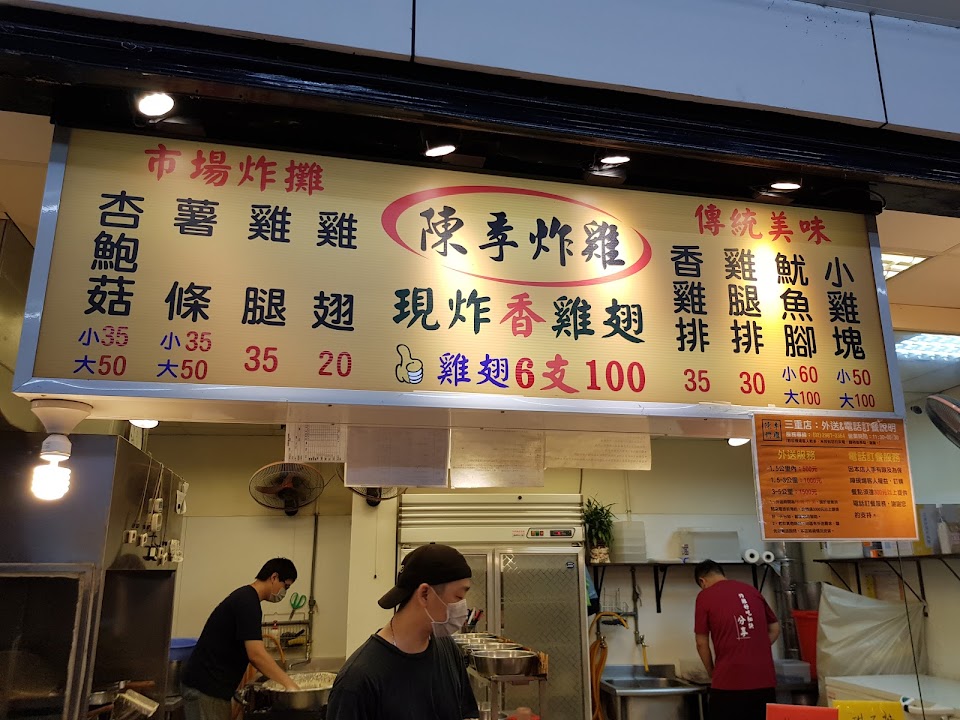 市場炸攤
杏鮑菇
小35
大50
薯條
小35
大50
雞腿
35
雞翅
20
陳季炸雞
現炸香雞翅
雞翅6支100
傳統美味
香雞排
35
雞腿排
30
魷魚腳
小60
大100
小雞塊
小50
大100
三重店：外送&電話訂餐說明
外送服務
電話訂餐服務
的支持。
分享